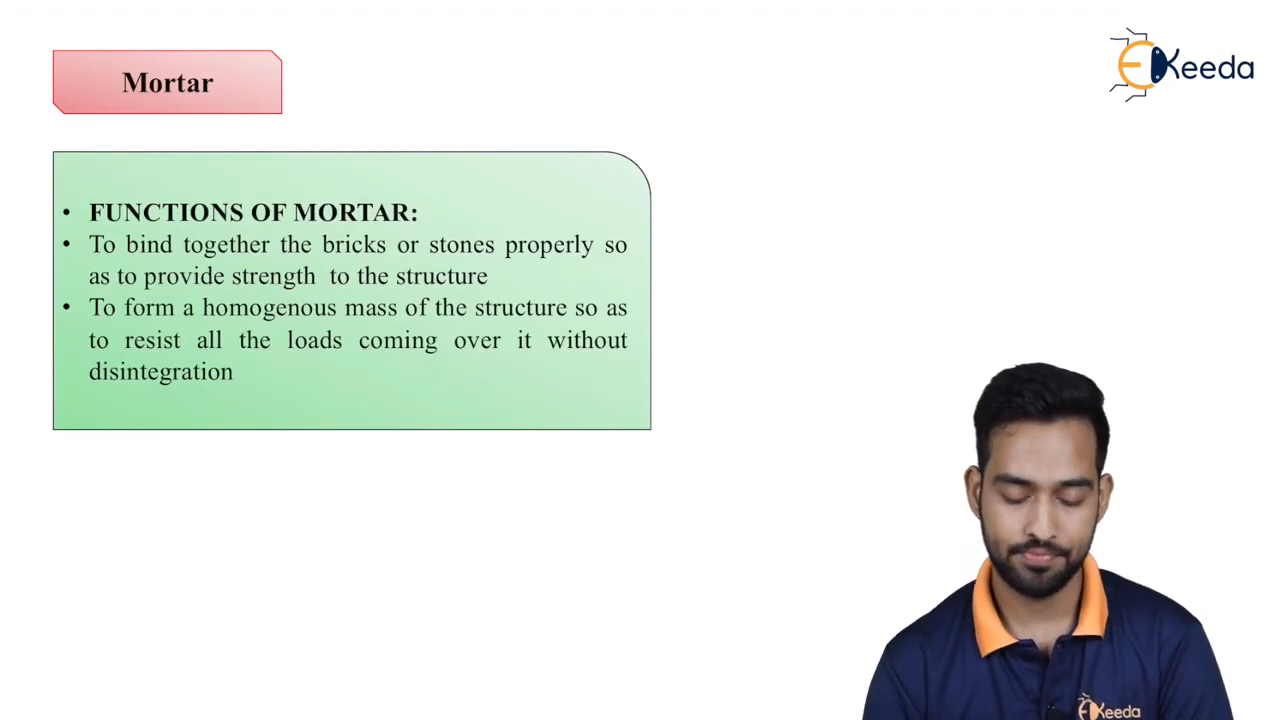 Mortar
EKeeda
• FUNCTIONS OF MORTAR:
• To bind together the bricks or stones properly so
as to provide strength to the structure
• To form a homogenous mass of the structure so as
to resist all the loads coming over it without
disintegration
EKeeda